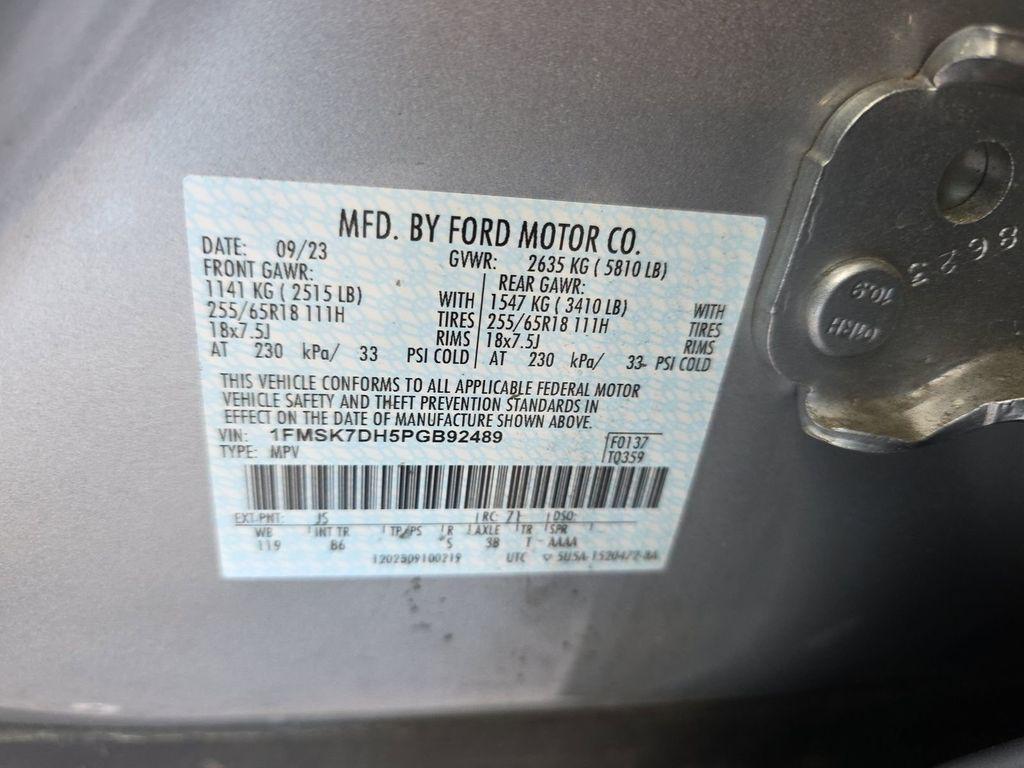 MFD. BY FORD MOTOR CO.
DATE: 09/23 GVWR: 2635 KG ( 5810 LB)
FRONT GAWR: REAR GAWR:
1141 KG ( 2515 LB) WITH 1547 KG ( 3410 LB) WITH
255/65R18 111H TIRES 255/65R18 111H TIRES
18x7.5J RIMS 18x7.5J RIMS
AT 230 kPa/ 33 PSI COLD AT 230 kPa/ 33 PSI COLD
THIS VEHICLE CONFORMS TO ALL APPLICABLE FEDERAL MOTOR
VEHICLE SAFETY AND THEFT PREVENTION STANDARDS IN
EFFECT ON THE DATE OF MANUFACTURE SHOWN ABOVE.
VIN: 1FMSK7DH5PGB92489 F0137
TYPE: MPV TQ359
EXT PNT: JS RC: 71 DSO:
WB INT TR TP/PS R AXLE TR SPR
119 B6 S 3B T AAAA
UTC
8623
10.9